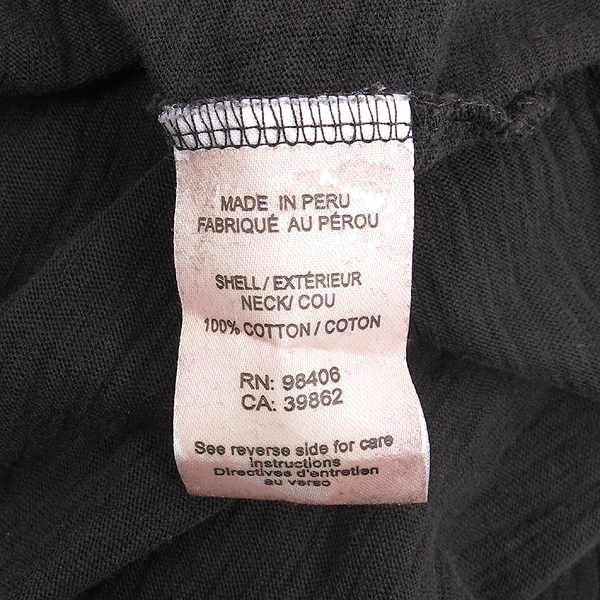 MADE IN PERU
FABRIQUÉ AU PÉROU
SHELL/EXTÉRIEUR
NECK/ COU
100% COTTON / COTON
RN: 98406
CA: 39862
See reverse side for care
instructions
Directives d'entretien
au verso